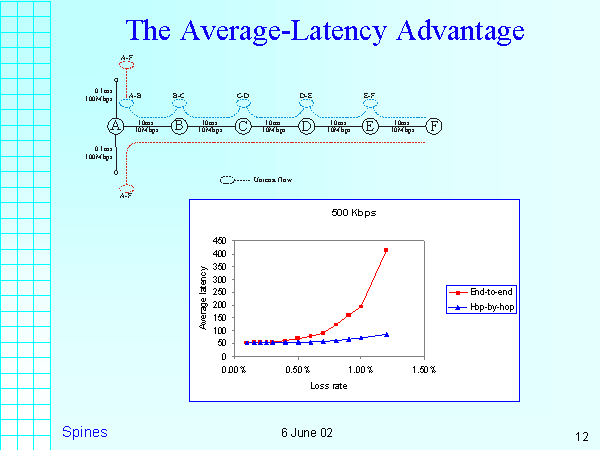 The Average-Latency Advantage
A-F
0.1ms
100Mbps
A-B
B-C
C-D
D-E
E-F
A
B
C
D
E
F
10ms
10Mbps
10ms
10Mbps
10ms
10Mbps
10ms
10Mbps
10ms
10Mbps
0.1ms
100Mbps
A-F
Unicast flow
500 Kbps
Average latency
450
400
350
300
250
200
150
100
50
0
0.00%
0.50%
1.00%
1.50%
Loss rate
End-to-end
Hop-by-hop
Spines
6 June 02
12